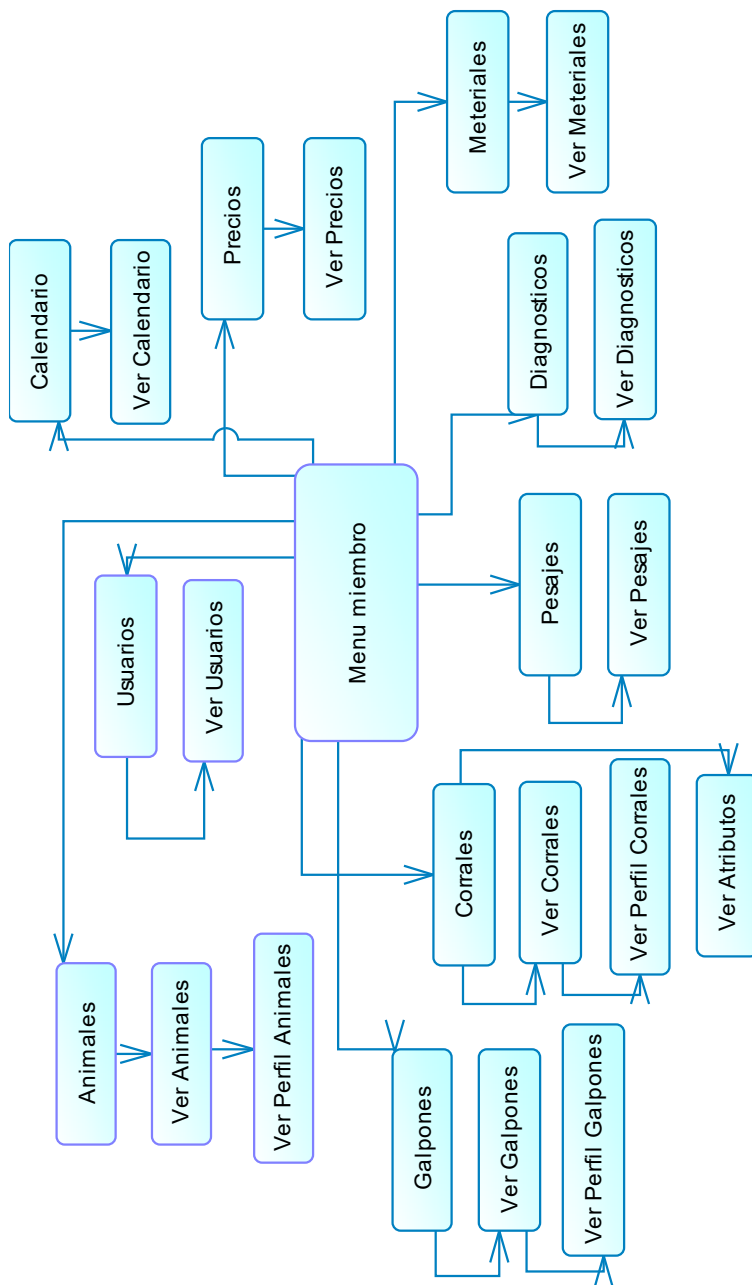 Animales
Ver Animales
Ver Perfil Animales
Usuarios
Ver Usuarios
Calendario
Ver Calendario
Precios
Ver Precios
Menu miembro
Galpones
Ver Galpones
Ver Perfil Galpones
Corrales
Ver Corrales
Ver Perfil Corrales
Ver Atributos
Pesajes
Ver Pesajes
Diagnosticos
Ver Diagnosticos
Meteriales
Ver Meteriales